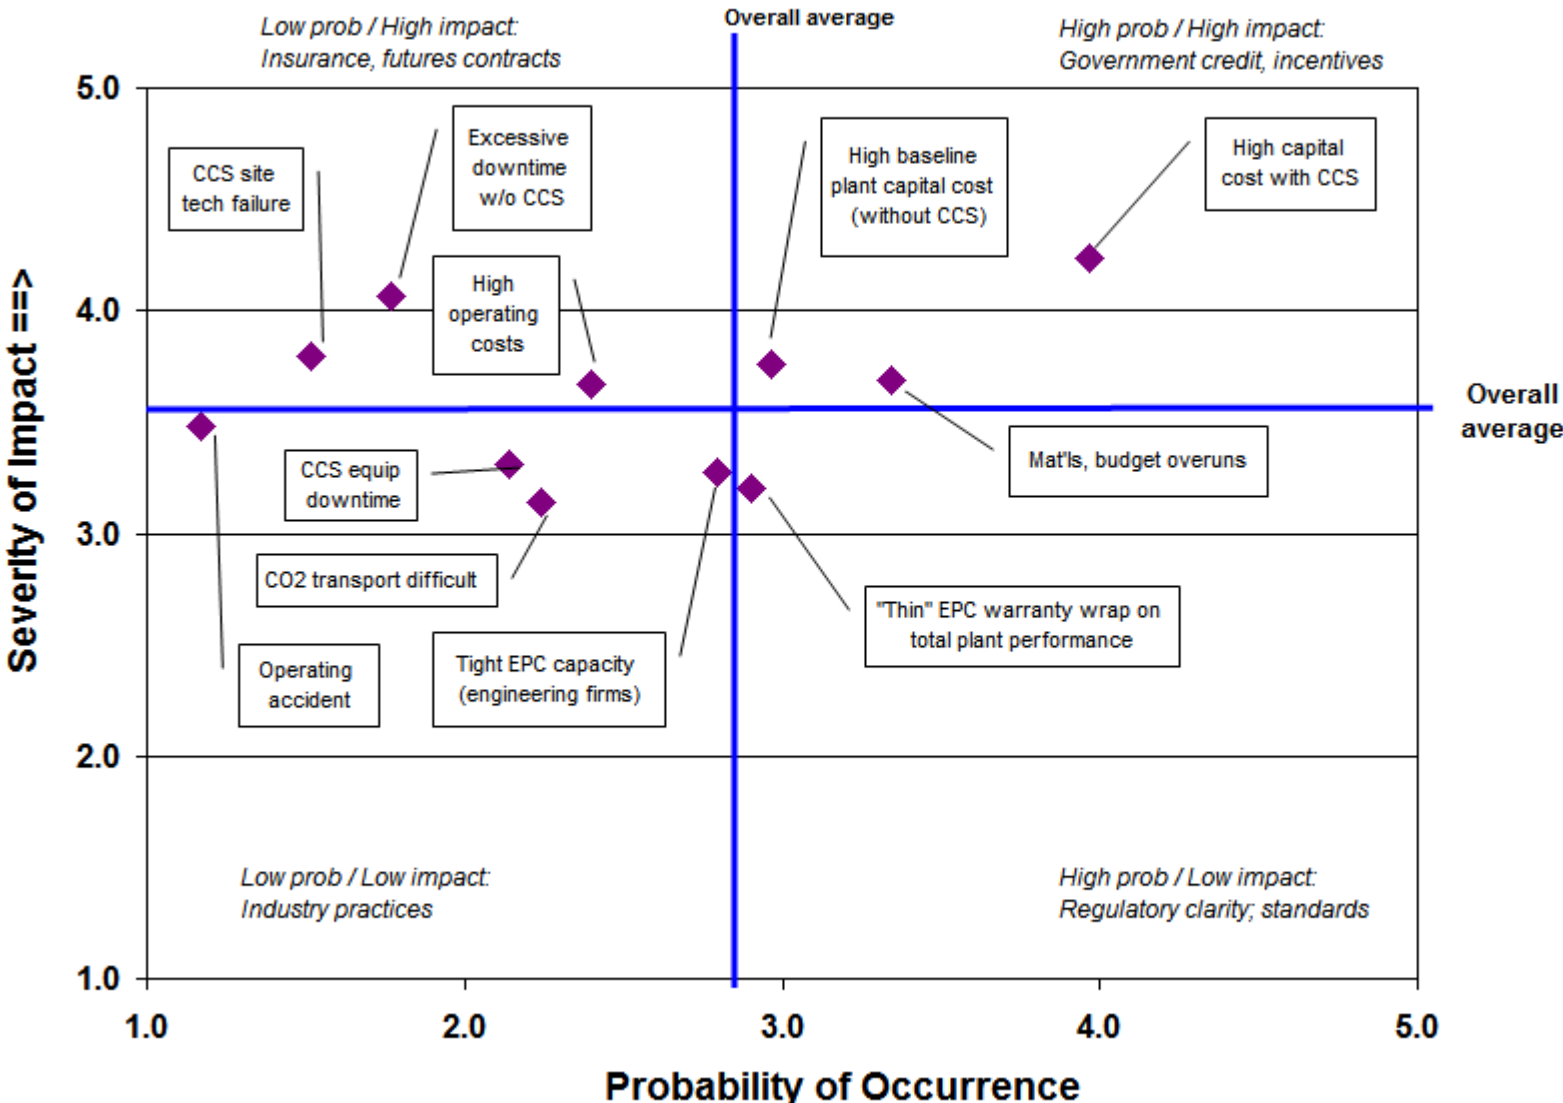 Low prob / High impact:
Insurance, futures contracts
Overall average
High prob / High impact:
Government credit, incentives
5.0
4.0
3.0
2.0
1.0
Severity of Impact ==>
CCS site
tech failure
Excessive
downtime
w/o CCS
High
operating
costs
High baseline
plant capital cost
(without CCS)
High capital
cost with CCS
Overall
average
Mat'ls, budget overuns
CCS equip
downtime
CO2 transport difficult
Operating
accident
Tight EPC capacity
(engineering firms)
"Thin" EPC warranty wrap on
total plant performance
Low prob / Low impact:
Industry practices
High prob / Low impact:
Regulatory clarity; standards
1.0
2.0
3.0
4.0
5.0
Probability of Occurrence